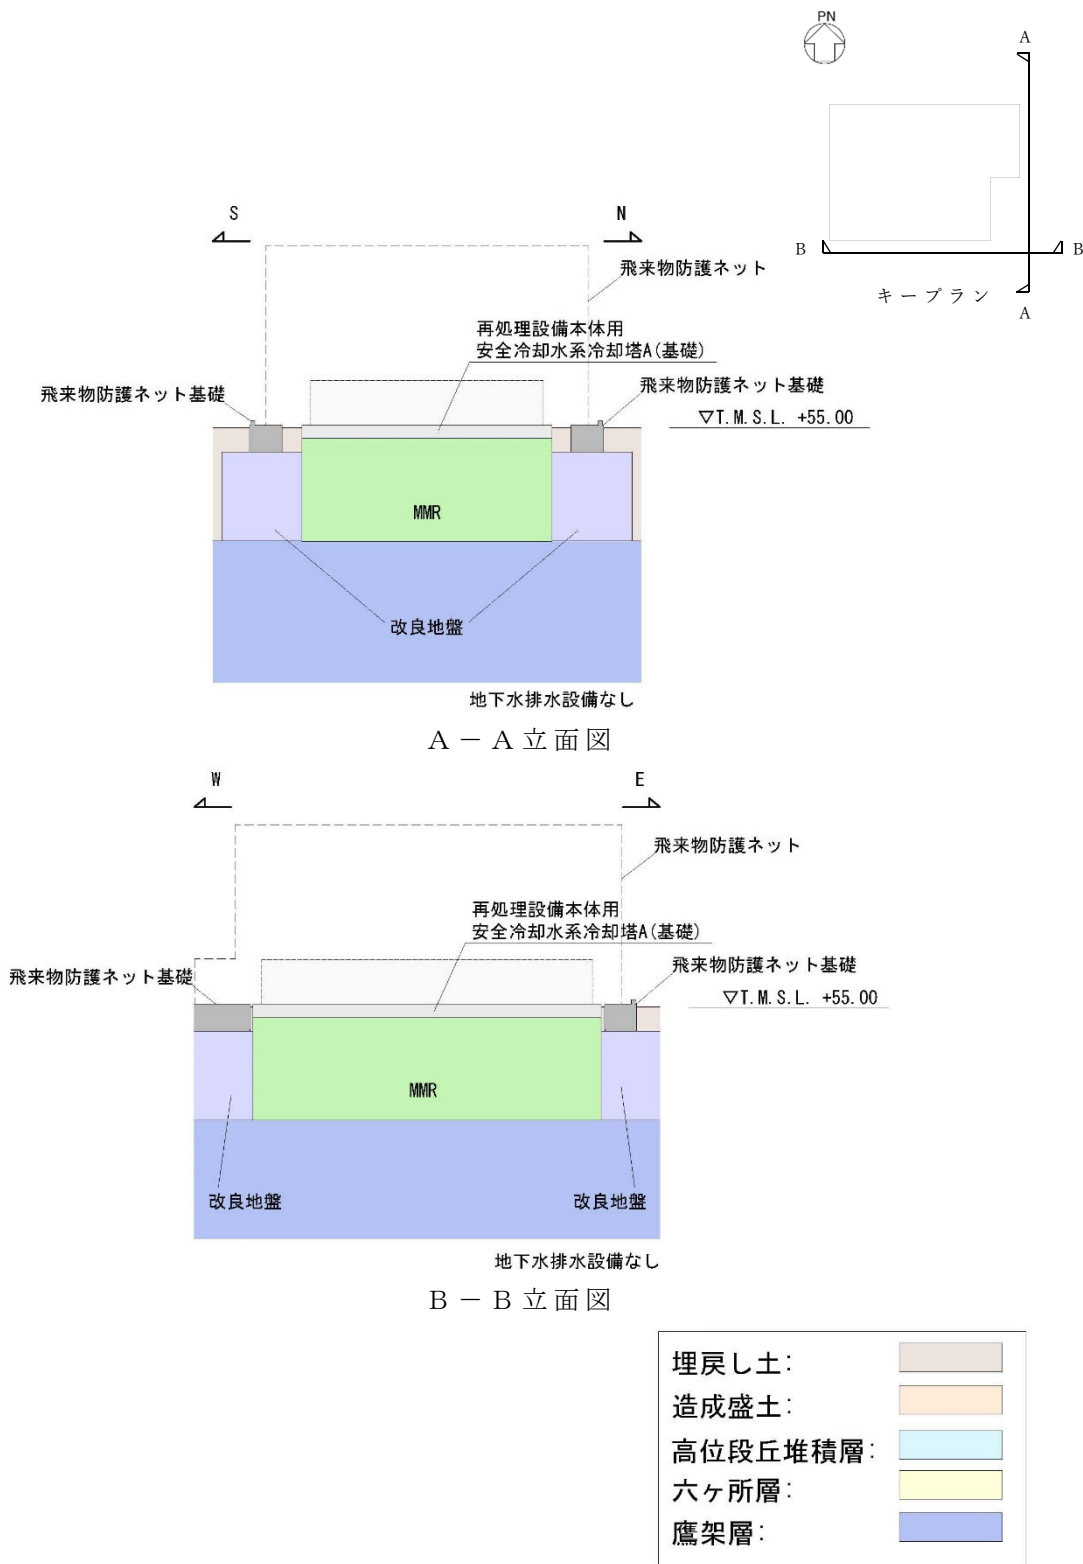 PN
A
B
B
キープラン
A
S
N
飛来物防護ネット
再処理設備本体用
安全冷却水系冷却塔A(基礎)
飛来物防護ネット基礎
飛来物防護ネット基礎
▽T.M.S.L. +55.00
MMR
改良地盤
地下水排水設備なし
A－A立面図
W
E
飛来物防護ネット
再処理設備本体用
安全冷却水系冷却塔A(基礎)
飛来物防護ネット基礎
飛来物防護ネット基礎
▽T.M.S.L. +55.00
MMR
改良地盤
改良地盤
地下水排水設備なし
B－B立面図
埋戻し土:
造成盛土:
高位段丘堆積層:
六ヶ所層:
鷹架層: